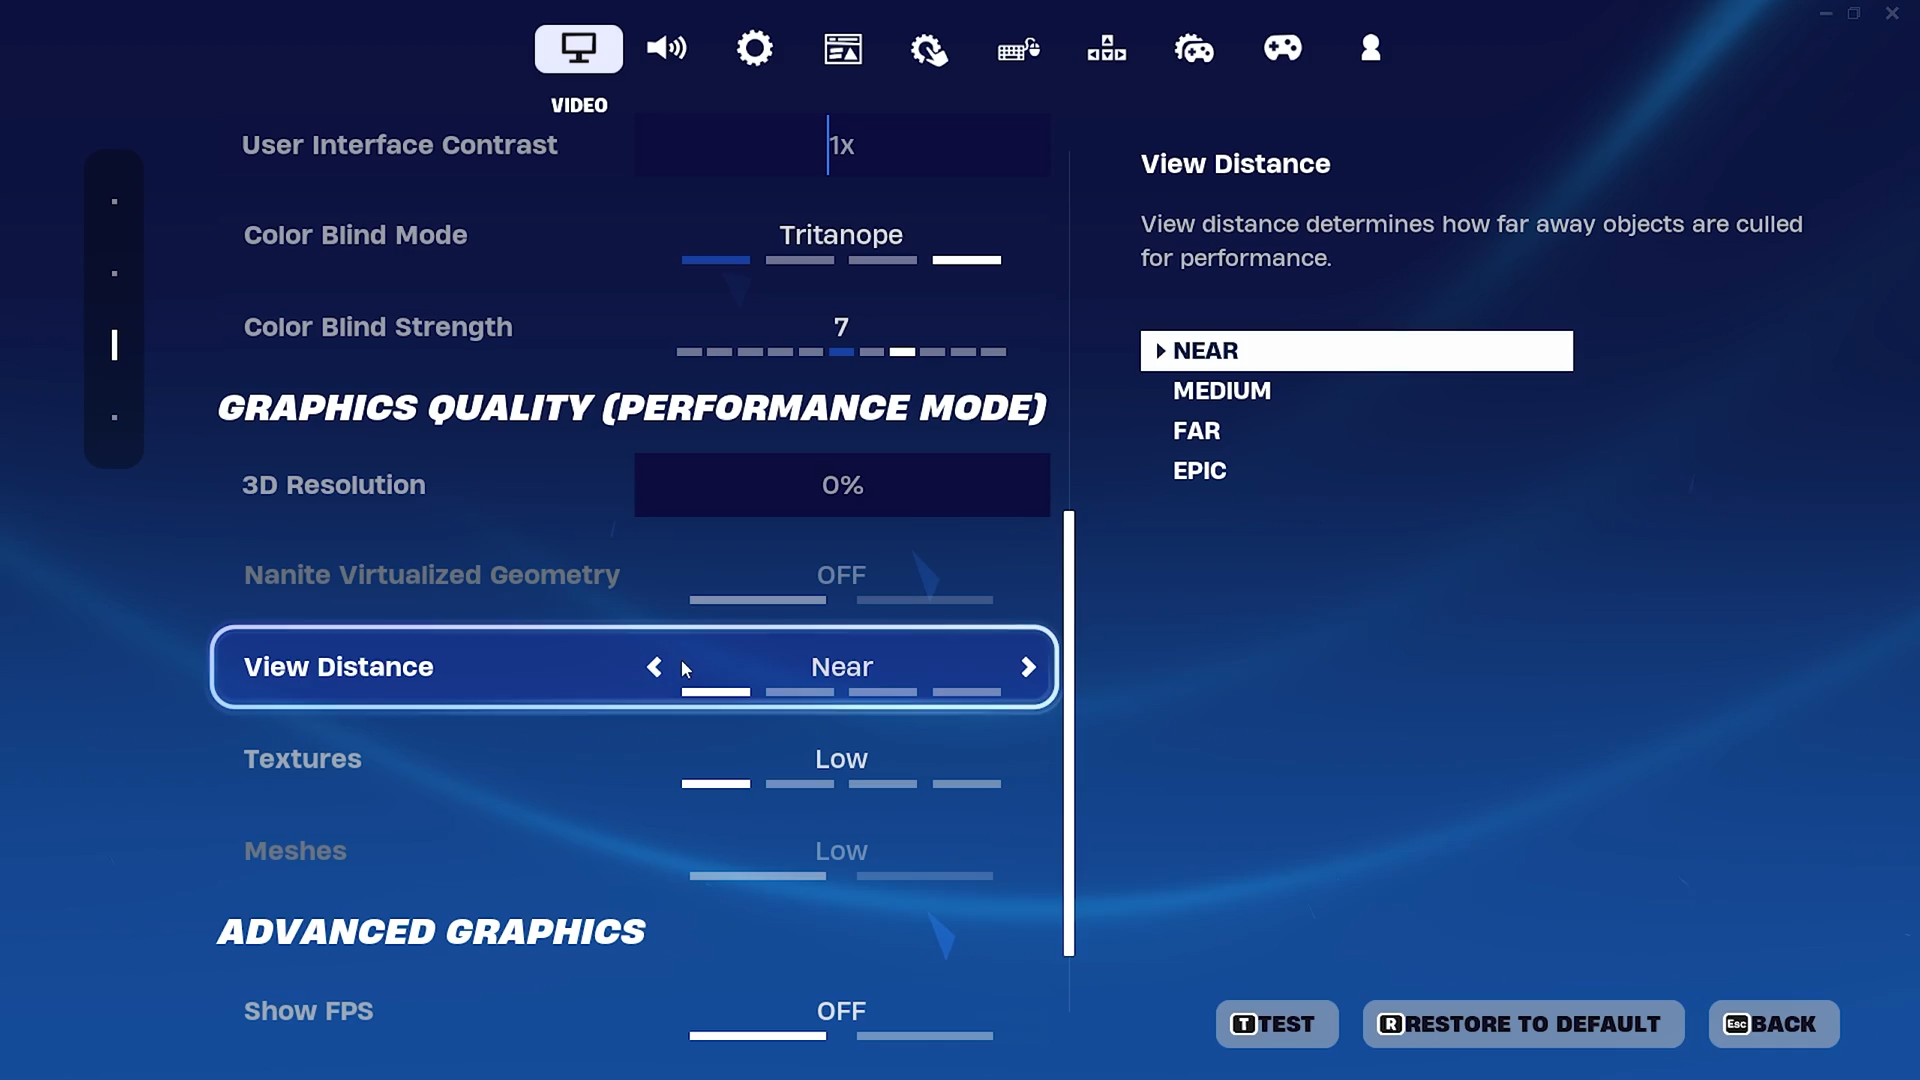 VIDEO
User Interface Contrast
1x
Color Blind Mode
Tritanope
Color Blind Strength
7
GRAPHICS QUALITY (PERFORMANCE MODE)
3D Resolution
0%
Nanite Virtualized Geometry
OFF
View Distance
Near
Textures
Low
Meshes
Low
ADVANCED GRAPHICS
Show FPS
OFF
View Distance
View distance determines how far away objects are culled
for performance.
NEAR
MEDIUM
FAR
EPIC
T TEST
R RESTORE TO DEFAULT
Esc BACK